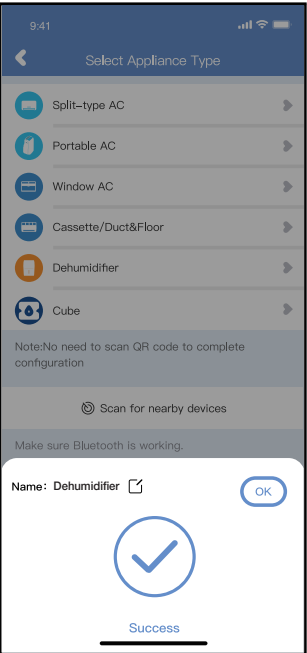 9:41
Select Appliance Type
Split-type AC
Portable AC
Window AC
Cassette/Duct&Floor
Dehumidifier
Cube
Note:No need to scan QR code to complete
configuration
Scan for nearby devices
Make sure Bluetooth is working.
Name: Dehumidifier
OK
Success